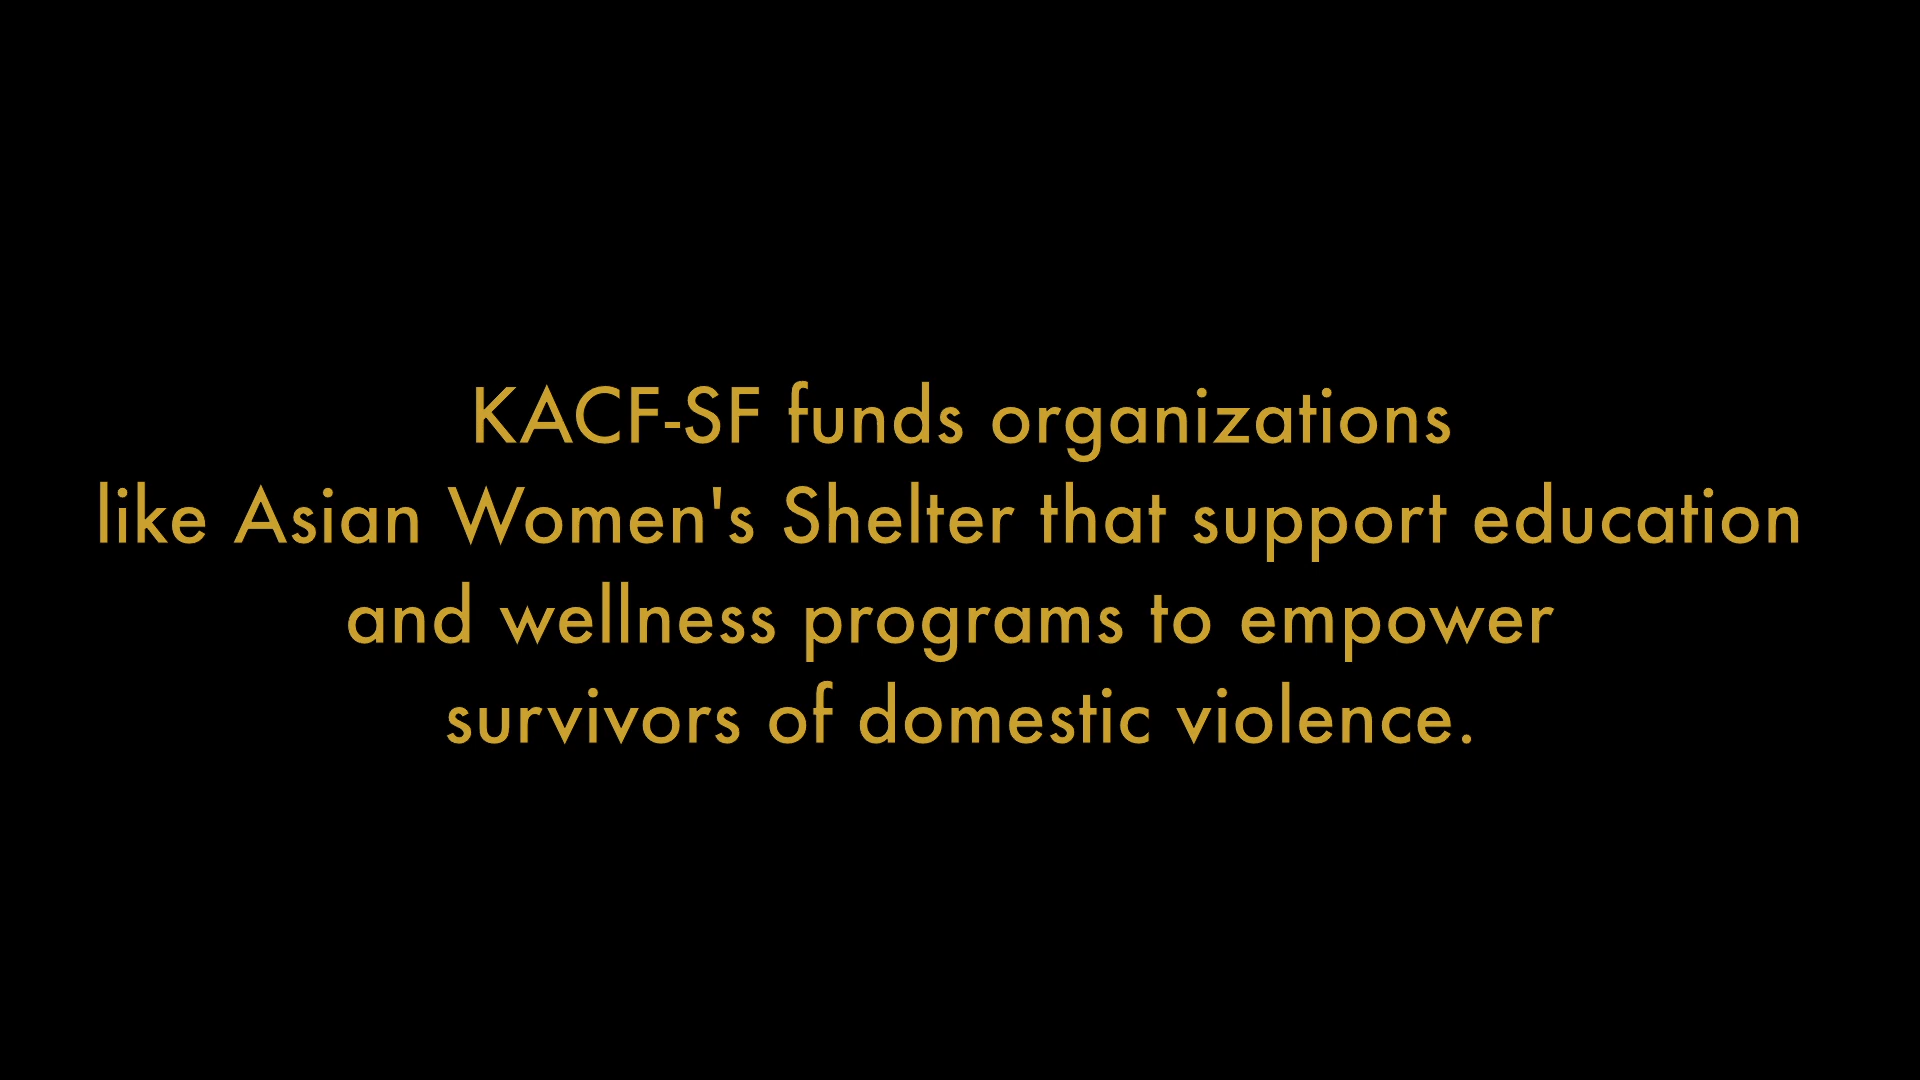 KACF-SF funds organizations
like Asian Women's Shelter that support education
and wellness programs to empower
survivors of domestic violence.